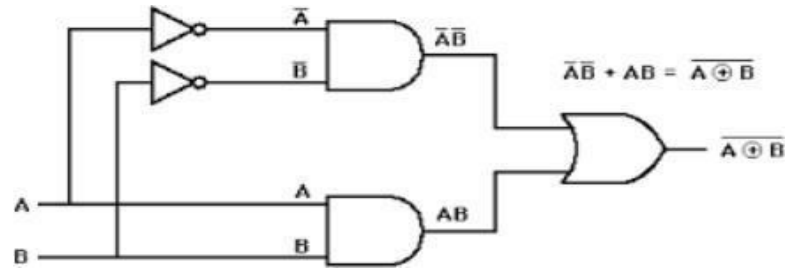 A̅
B̅
A̅B̅
A̅B̅ + AB = A̅ ̅⊕̅ ̅B̅
A̅ ̅⊕̅ ̅B̅
A
A
AB
B
B